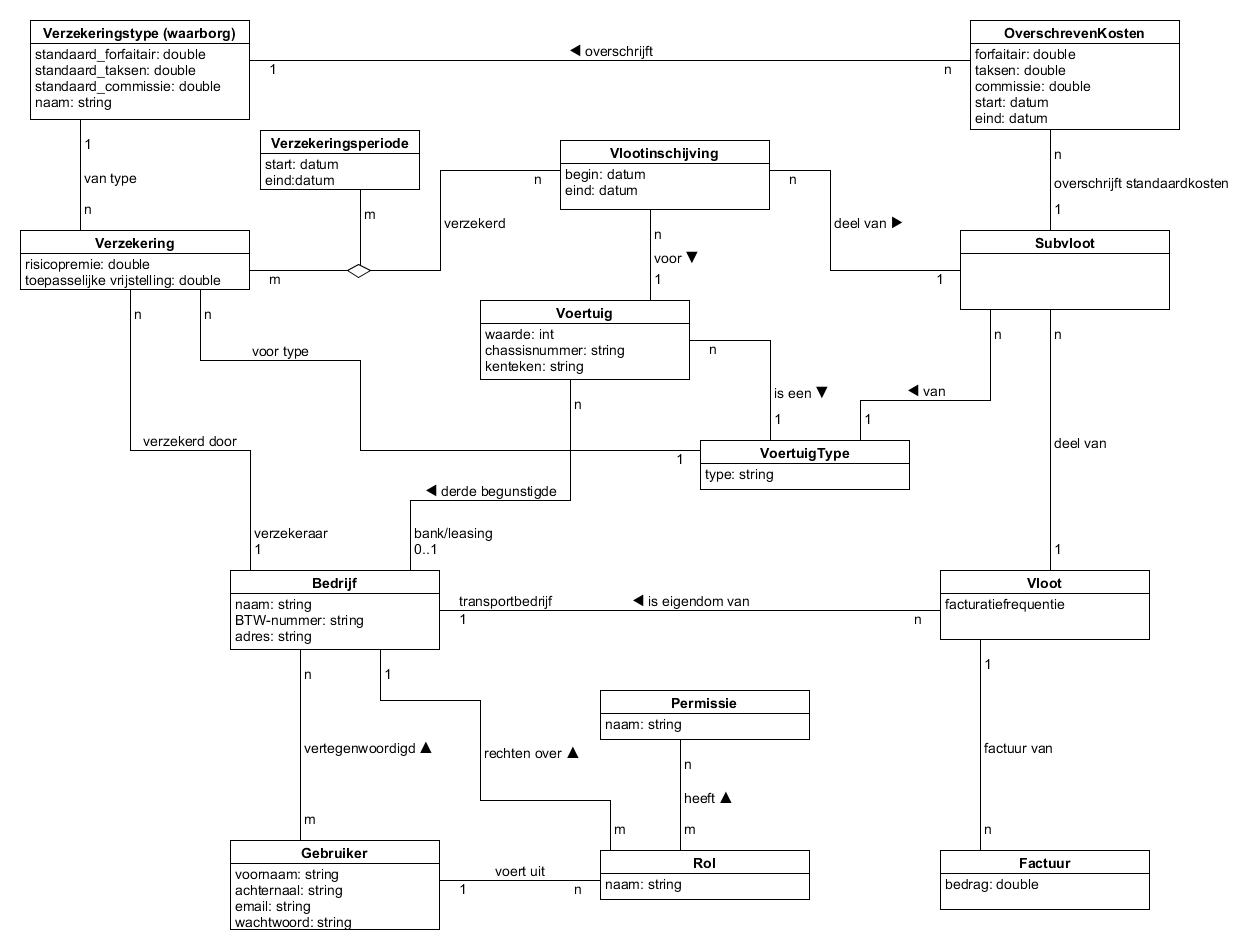 Verzekeringstype (waarborg)
standaard_forfaitair: double
standaard_taksen: double
standaard_commissie: double
naam: string
◀ overschrijft
1
n
OverschrevenKosten
forfaitair: double
taksen: double
commissie: double
start: datum
eind: datum
1
van type
n
Verzekeringsperiode
start: datum
eind:datum
m
Vlootinschijving
begin: datum
eind: datum
n
verzekerd
n
deel van ▶
1
n
overschrijft standaardkosten
1
Verzekering
risicopremie: double
toepasselijke vrijstelling: double
m
n
voor ▼
1
Subvloot
Voertuig
waarde: int
chassisnummer: string
kenteken: string
n
n
voor type
1
n
is een ▼
1
n
◀ van
1
n
deel van
1
VoertuigType
type: string
verzekerd door
verzekeraar
1
n
◀ derde begunstigde
bank/leasing
0..1
Bedrijf
naam: string
BTW-nummer: string
adres: string
transportbedrijf
1
◀ is eigendom van
n
Vloot
facturatiefrequentie
n
vertegenwoordigd ▲
m
1
rechten over ▲
m
Permissie
naam: string
n
heeft ▲
m
1
factuur van
n
Gebruiker
voornaam: string
achternaal: string
email: string
wachtwoord: string
voert uit
1
n
Rol
naam: string
Factuur
bedrag: double